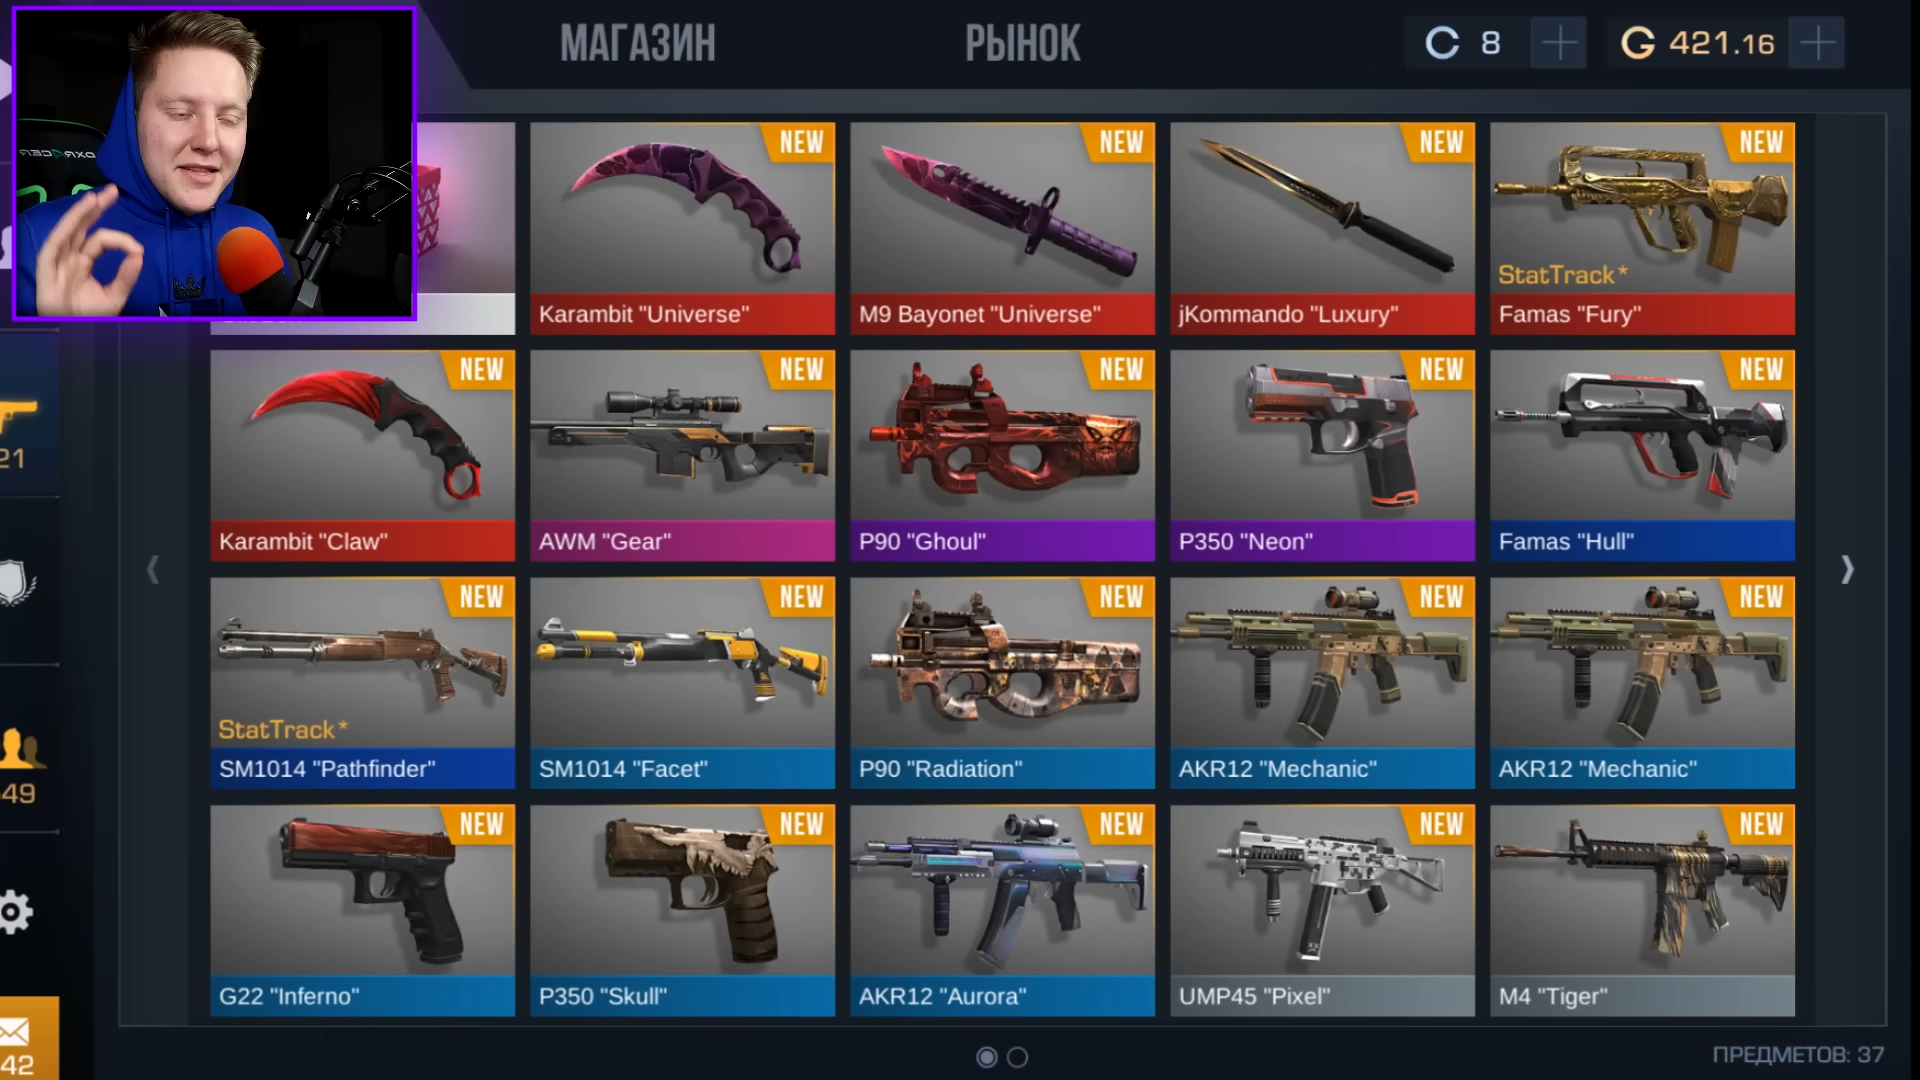 МАГАЗИН
РЫНОК
C 8
G 421.16
NEW
Karambit "Universe"
NEW
M9 Bayonet "Universe"
NEW
jKommando "Luxury"
NEW
StatTrack*
Famas "Fury"
NEW
Karambit "Claw"
NEW
AWM "Gear"
NEW
P90 "Ghoul"
NEW
P350 "Neon"
NEW
Famas "Hull"
NEW
StatTrack*
SM1014 "Pathfinder"
NEW
SM1014 "Facet"
NEW
P90 "Radiation"
NEW
AKR12 "Mechanic"
NEW
AKR12 "Mechanic"
NEW
G22 "Inferno"
NEW
P350 "Skull"
NEW
AKR12 "Aurora"
NEW
UMP45 "Pixel"
NEW
M4 "Tiger"
21
49
42
ПРЕДМЕТОВ: 37